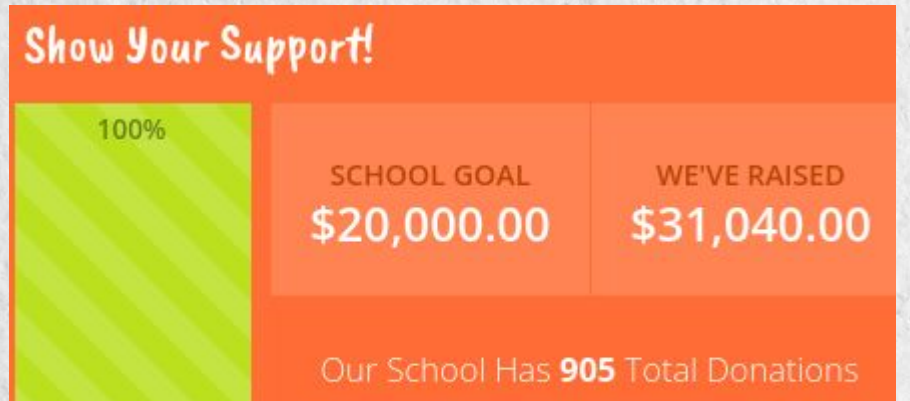 Show Your Support!
100%
SCHOOL GOAL
$20,000.00
WE'VE RAISED
$31,040.00
Our School Has 905 Total Donations